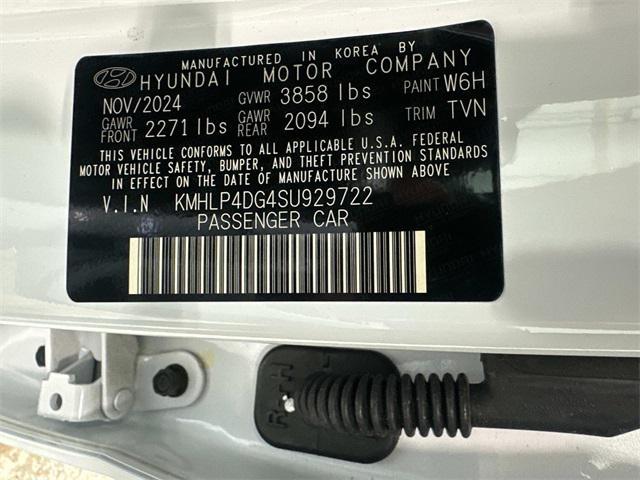 MANUFACTURED IN KOREA BY
HYUNDAI MOTOR COMPANY
NOV/2024 GVWR 3858 lbs PAINT W6H
GAWR FRONT 2271 lbs GAWR REAR 2094 lbs TRIM TVN
THIS VEHICLE CONFORMS TO ALL APPLICABLE U.S.A. FEDERAL
MOTOR VEHICLE SAFETY, BUMPER, AND THEFT PREVENTION STANDARDS
IN EFFECT ON THE DATE OF MANUFACTURE SHOWN ABOVE
V.I.N KMHLP4DG4SU929722
PASSENGER CAR
RH